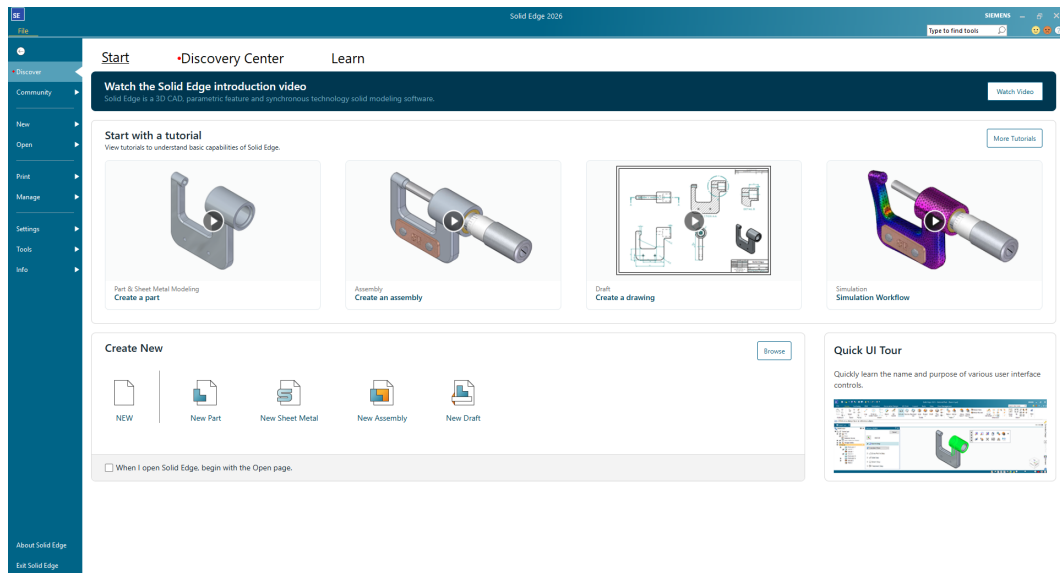 SE
Solid Edge 2026
SIEMENS
File
Type to find tools
Discover
Community
New
Open
Print
Manage
Settings
Tools
Info
About Solid Edge
Exit Solid Edge
Start
Discovery Center
Learn
Watch the Solid Edge introduction video
Solid Edge is a 3D CAD, parametric feature and synchronous technology solid modeling software.
Watch Video
Start with a tutorial
View tutorials to understand basic capabilities of Solid Edge.
More Tutorials
Part & Sheet Metal Modeling
Create a part
Assembly
Create an assembly
Draft
Create a drawing
Simulation
Simulation Workflow
Create New
Browse
NEW
New Part
New Sheet Metal
New Assembly
New Draft
When I open Solid Edge, begin with the Open page.
Quick UI Tour
Quickly learn the name and purpose of various user interface
controls.